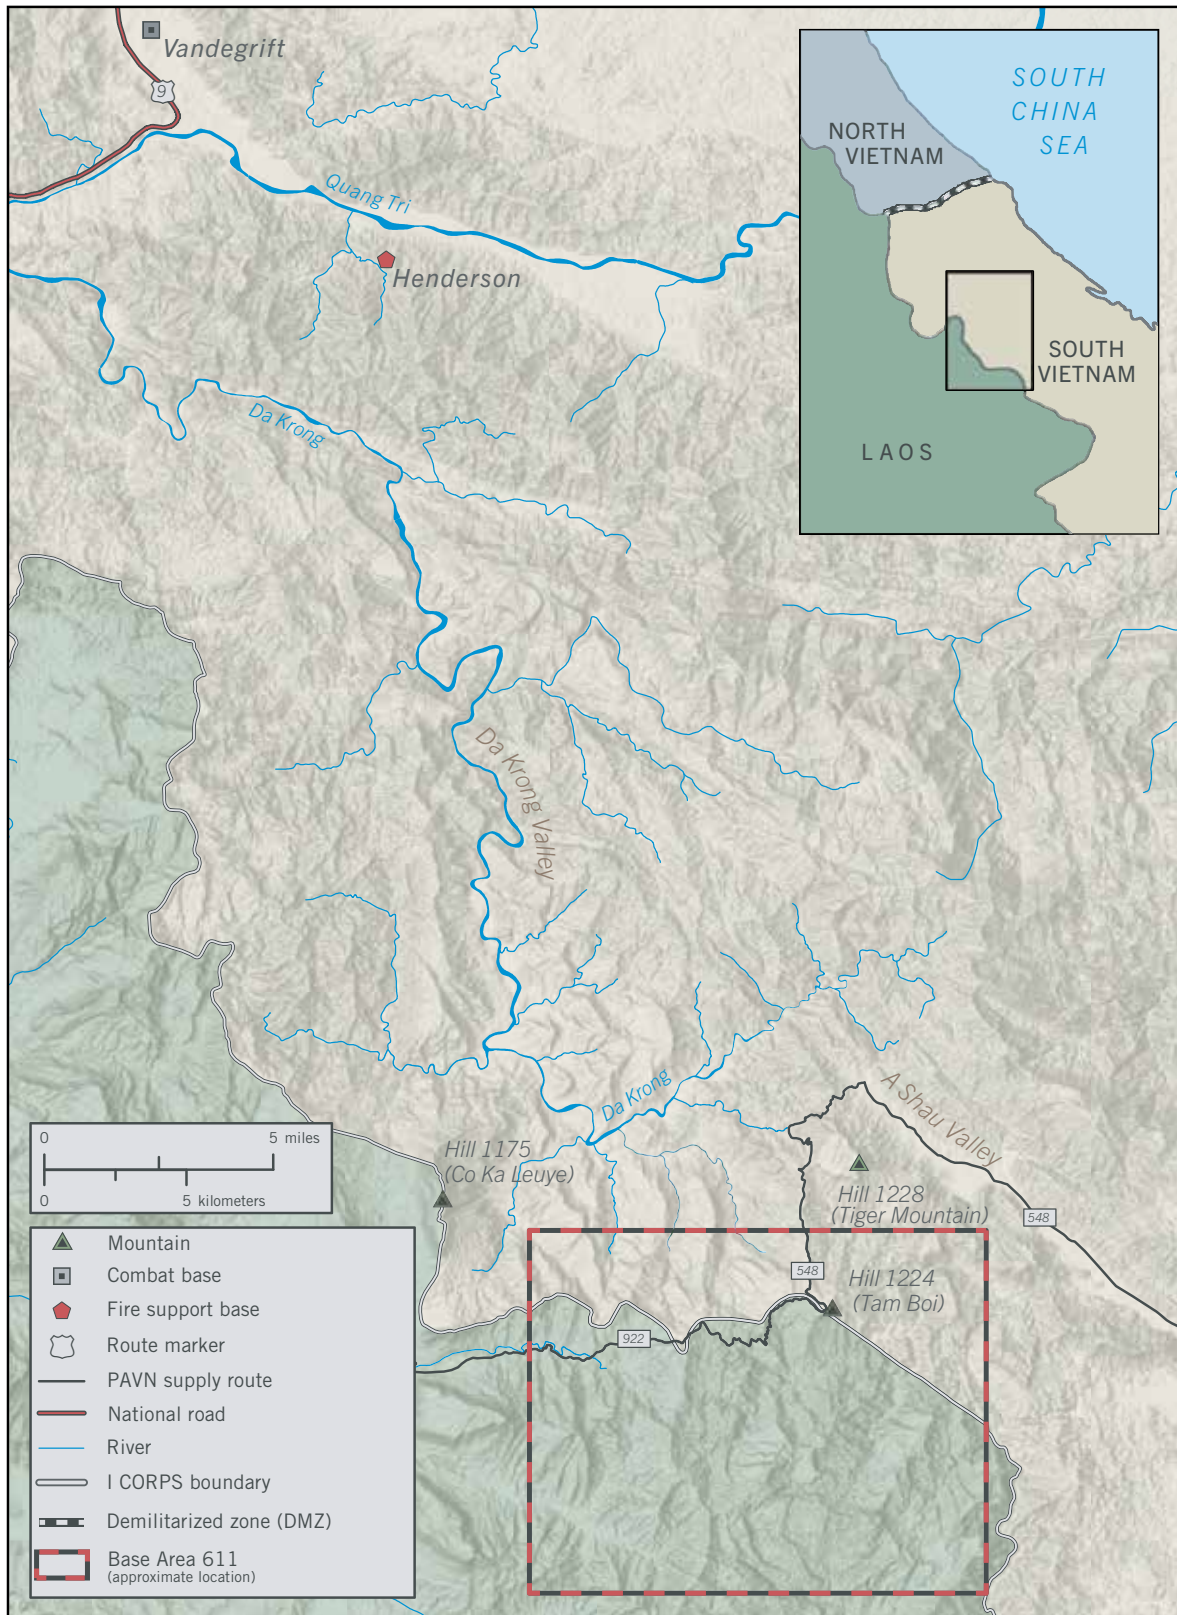 Vandegrift
9
Quang Tri
Henderson
Da Krong
SOUTH
CHINA
SEA
NORTH
VIETNAM
SOUTH
VIETNAM
LAOS
Da Krong Valley
Da Krong
A Shau Valley
Hill 1175
(Co Ka Leuye)
Hill 1228
(Tiger Mountain)
548
548
Hill 1224
(Tam Boi)
922
0 5 miles
0 5 kilometers
Mountain
Combat base
Fire support base
Route marker
PAVN supply route
National road
River
I CORPS boundary
Demilitarized zone (DMZ)
Base Area 611
(approximate location)